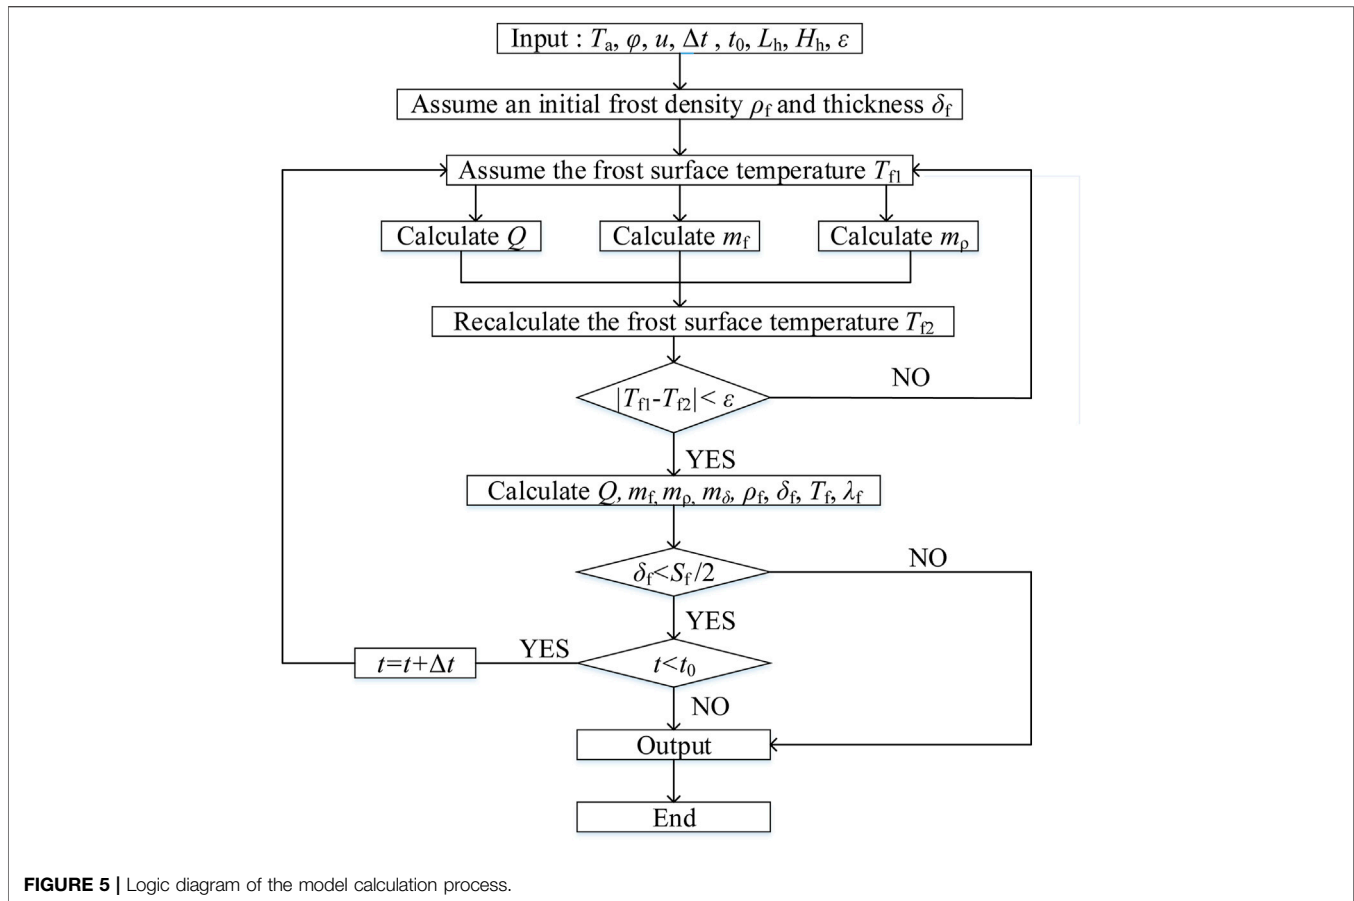 Input : Tₐ, φ, u, Δt , t₀, Lₕ, Hₕ, ε
Assume an initial frost density ρf and thickness δf
Assume the frost surface temperature Tf1
Calculate Q
Calculate mf
Calculate mρ
Recalculate the frost surface temperature Tf2
|Tf1-Tf2|< ε
NO
YES
Calculate Q, mf, mρ, mδ, ρf, δf, Tf, λf
δf<Sf/2
NO
YES
t<t₀
YES
t=t+Δt
NO
Output
End
FIGURE 5 | Logic diagram of the model calculation process.